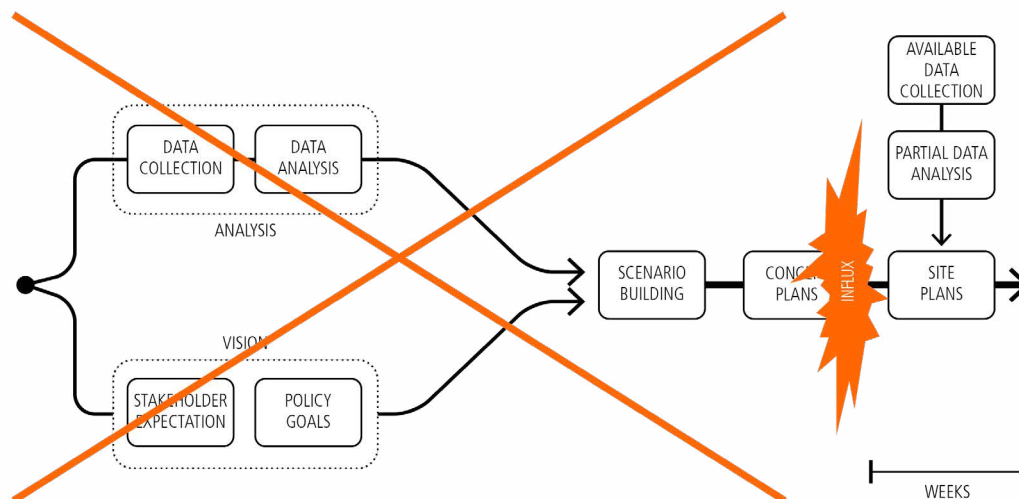 AVAILABLE
DATA
COLLECTION
DATA
COLLECTION
DATA
ANALYSIS
PARTIAL DATA
ANALYSIS
ANALYSIS
SCENARIO
BUILDING
PLANS
INFLUX
SITE
PLANS
VISION
STAKEHOLDER
EXPECTATION
POLICY
GOALS
WEEKS